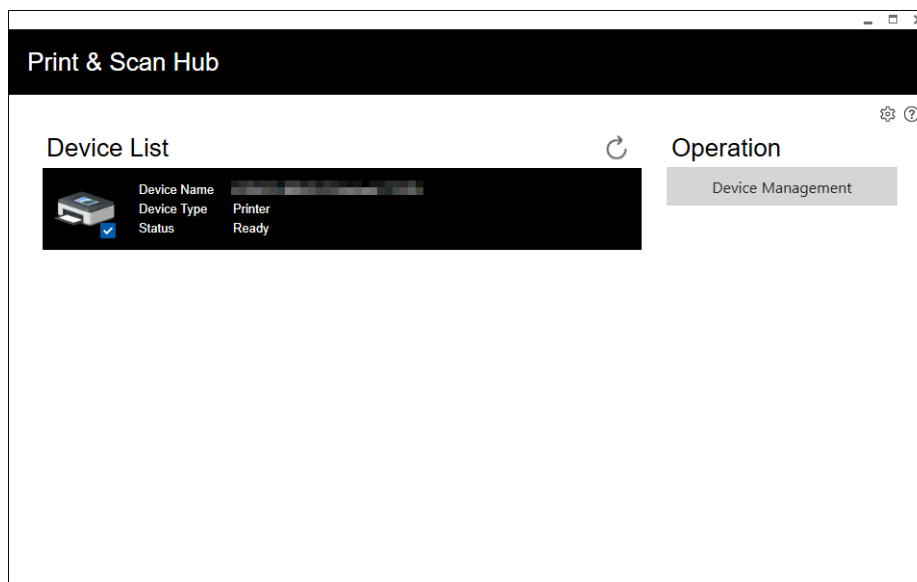 Print & Scan Hub
Device List
Operation
Device Name
Device Type Printer
Status Ready
Device Management